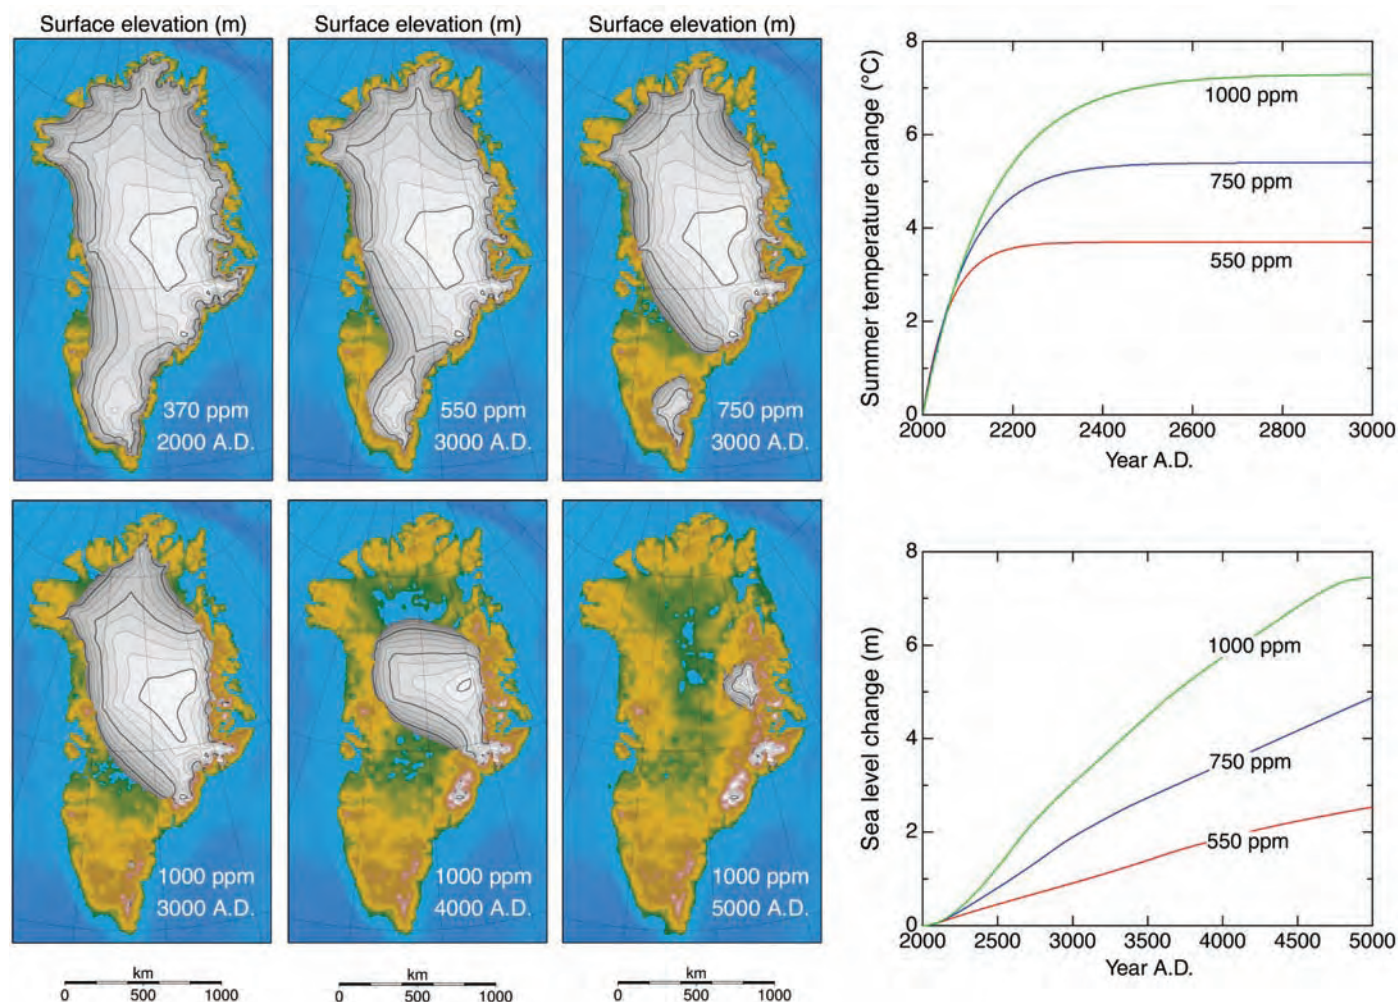 Surface elevation (m)
Surface elevation (m)
Surface elevation (m)
370 ppm
2000 A.D.
550 ppm
3000 A.D.
750 ppm
3000 A.D.
1000 ppm
3000 A.D.
1000 ppm
4000 A.D.
1000 ppm
5000 A.D.
km
0 500 1000
km
0 500 1000
km
0 500 1000
Summer temperature change (°C)
8
6
4
2
0
1000 ppm
750 ppm
550 ppm
2000 2200 2400 2600 2800 3000
Year A.D.
Sea level change (m)
8
6
4
2
0
1000 ppm
750 ppm
550 ppm
2000 2500 3000 3500 4000 4500 5000
Year A.D.